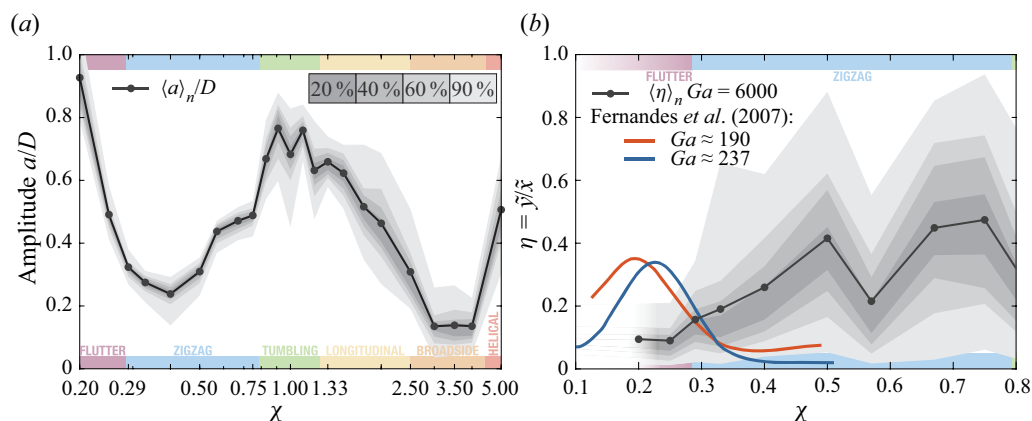 (a)
1.0
0.8
0.6
0.4
0.2
0
Amplitude a/D
⟨a⟩n/D
20 % 40 % 60 % 90 %
FLUTTER ZIGZAG TUMBLING LONGITUDINAL BROADSIDE HELICAL
0.20 0.29 0.50 0.75 1.00 1.33 2.50 3.50 5.00
χ
(b)
1.0
0.8
0.6
0.4
0.2
0
η = ỹ/x̃
FLUTTER ZIGZAG
⟨η⟩n Ga = 6000
Fernandes et al. (2007):
Ga ≈ 190
Ga ≈ 237
0.1 0.2 0.3 0.4 0.5 0.6 0.7 0.8
χ